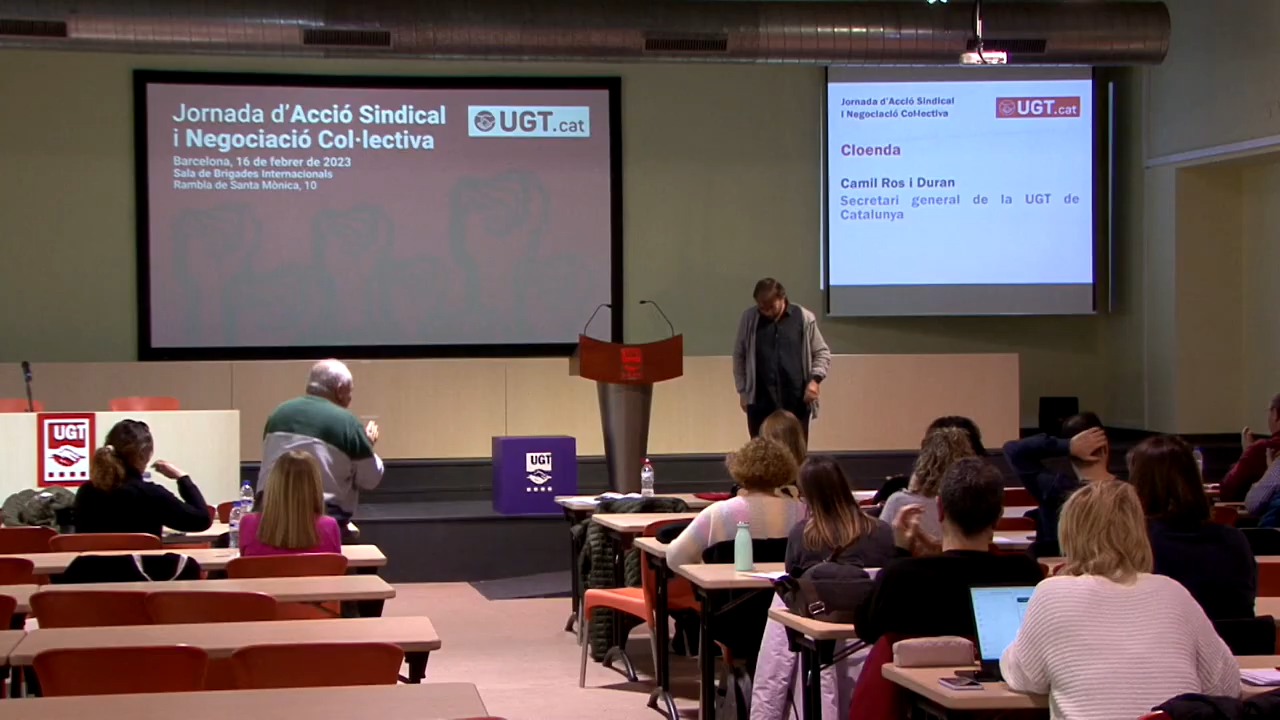 Jornada d'Acció Sindical
i Negociació Col·lectiva
Barcelona, 16 de febrer de 2023
Sala de Brigades Internacionals
Rambla de Santa Mònica, 10
UGT.cat
Jornada d'Acció Sindical
i Negociació Col·lectiva
UGT.cat
Cloenda
Camil Ros i Duran
Secretari general de la UGT de
Catalunya
UGT
UGT